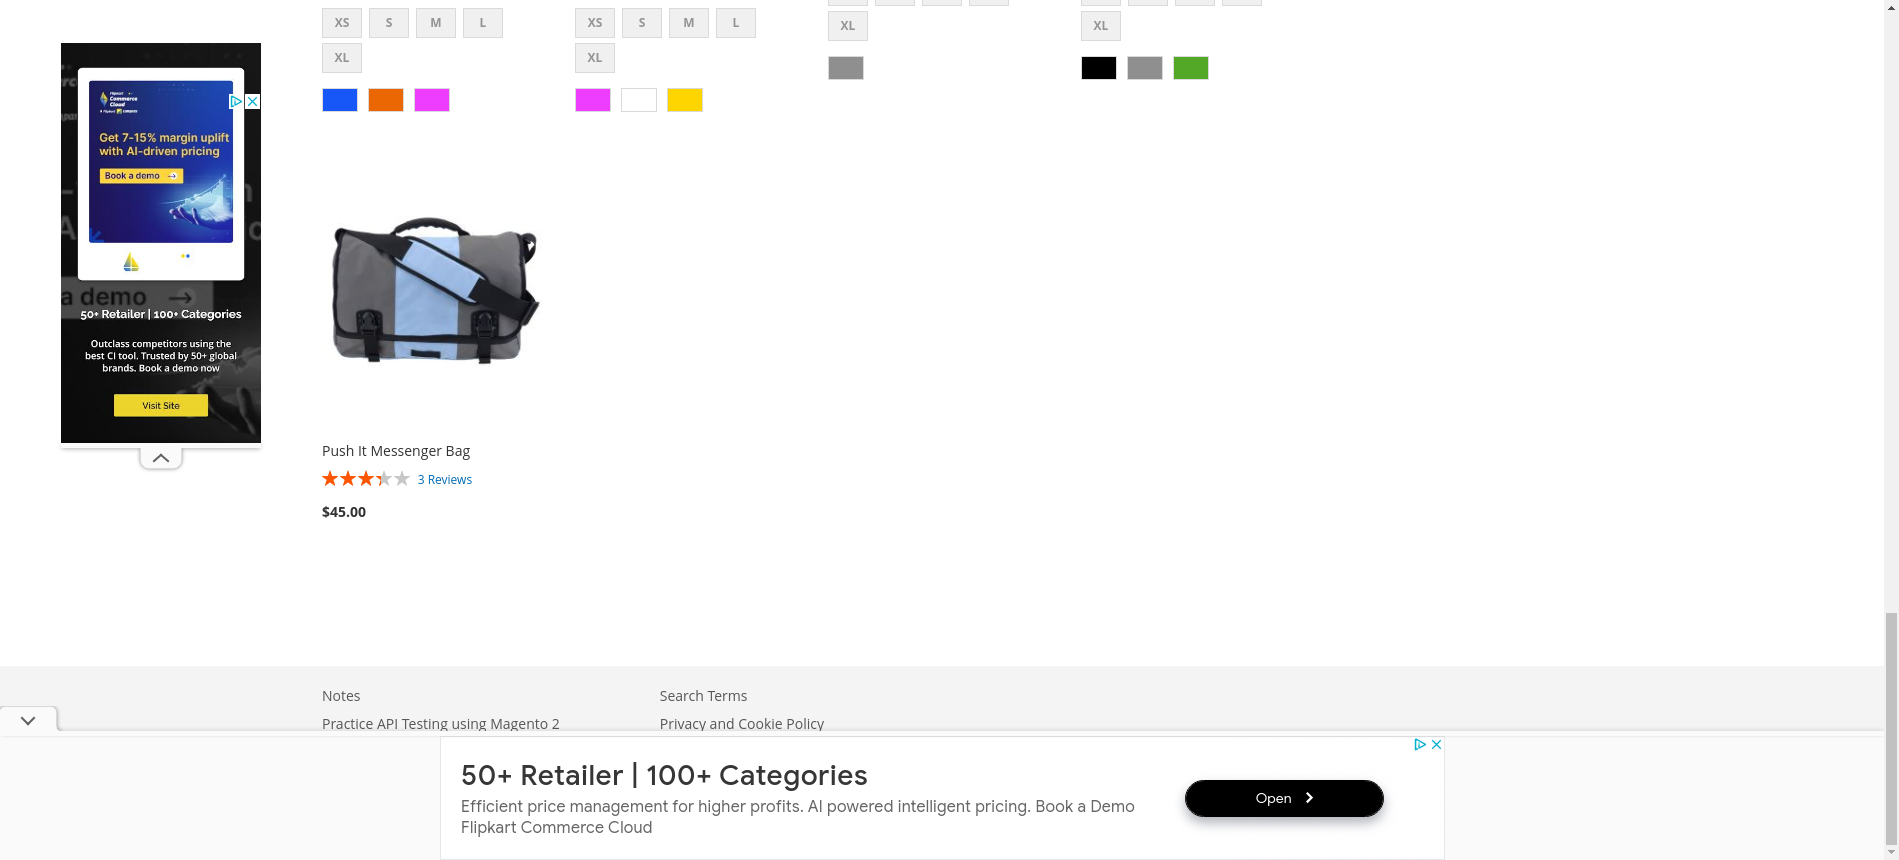 XS S M L
XL
XS S M L
XL
XL
XL
Flipkart
Commerce
Cloud
Get 7-15% margin uplift
with AI-driven pricing
Book a demo
a demo
50+ Retailer | 100+ Categories
Outclass competitors using the
best CI tool. Trusted by 50+ global
brands. Book a demo now
Visit Site
Push It Messenger Bag
3 Reviews
$45.00
Notes
Search Terms
Practice API Testing using Magento 2
Privacy and Cookie Policy
50+ Retailer | 100+ Categories
Efficient price management for higher profits. AI powered intelligent pricing. Book a Demo
Flipkart Commerce Cloud
Open